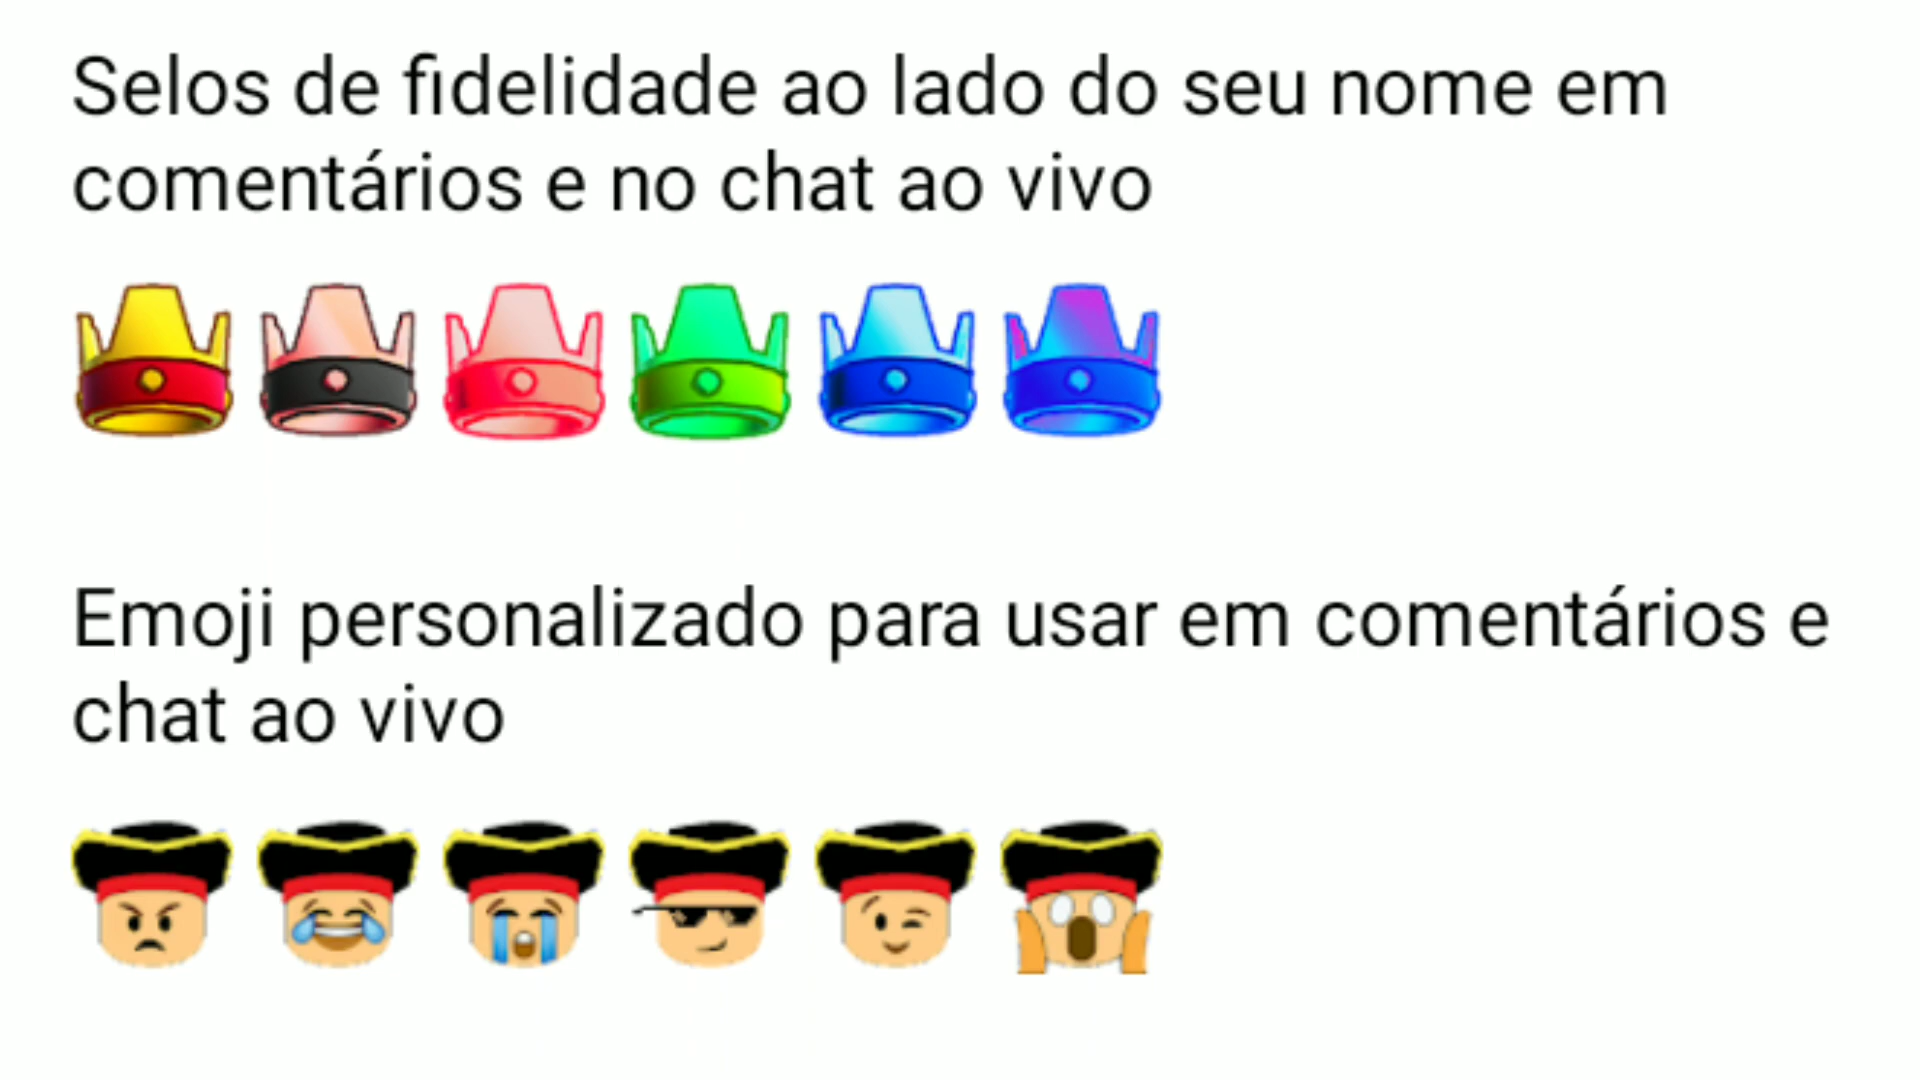 Selos de fidelidade ao lado do seu nome em
comentários e no chat ao vivo
Emoji personalizado para usar em comentários e
chat ao vivo